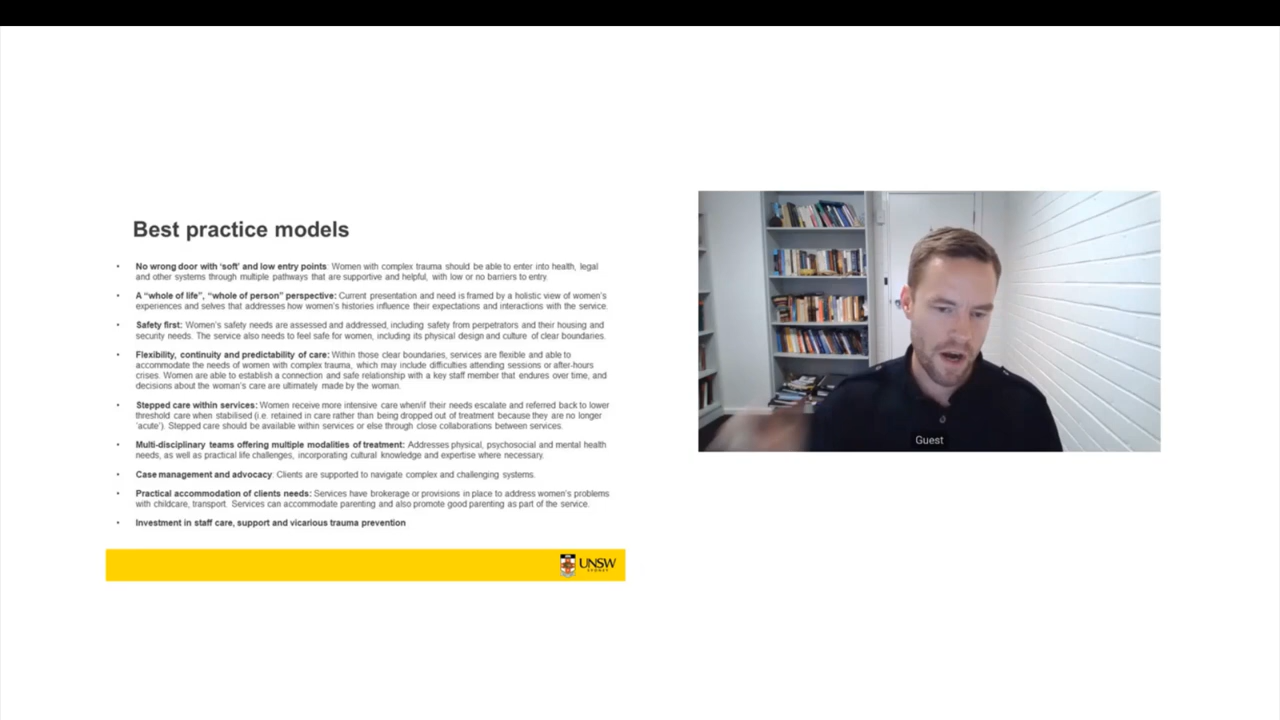 Best practice models
• No wrong door with 'soft' and low entry points: Women with complex trauma should be able to enter into health, legal
and other systems through multiple pathways that are supportive and helpful, with low or no barriers to entry.
• A "whole of life", "whole of person" perspective: Current presentation and need is framed by a holistic view of women's
experiences and selves that addresses how women's histories influence their expectations and interactions with the service.
• Safety first: Women's safety needs are assessed and addressed, including safety from perpetrators and their housing and
security needs. The service also needs to feel safe for women, including its physical design and culture of clear boundaries.
• Flexibility, continuity and predictability of care: Within those clear boundaries, services are flexible and able to
accommodate the needs of women with complex trauma, which may include difficulties attending sessions or after-hours
crises. Women are able to establish a connection and safe relationship with a key staff member that endures over time, and
decisions about the woman's care are ultimately made by the woman.
• Stepped care within services: Women receive more intensive care when/if their needs escalate and referred back to lower
threshold care when stabilised (i.e. retained in care rather than being dropped out of treatment because they are no longer
'acute'). Stepped care should be available within services or else through close collaborations between services.
• Multi-disciplinary teams offering multiple modalities of treatment: Addresses physical, psychosocial and mental health
needs, as well as practical life challenges, incorporating cultural knowledge and expertise where necessary.
• Case management and advocacy: Clients are supported to navigate complex and challenging systems.
• Practical accommodation of clients needs: Services have brokerage or provisions in place to address women's problems
with childcare, transport. Services can accommodate parenting and also promote good parenting as part of the service.
• Investment in staff care, support and vicarious trauma prevention
UNSW
SYDNEY
Guest